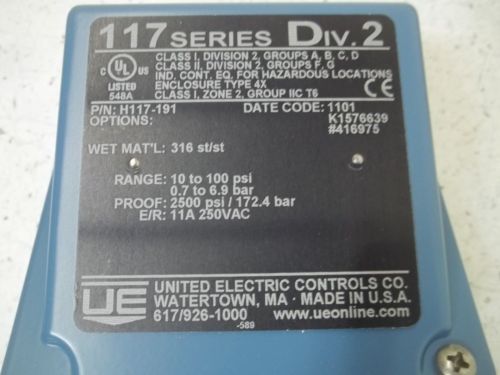 117 SERIES DIV. 2
C UL US
LISTED
548A
CLASS I, DIVISION 2, GROUPS A, B, C, D
CLASS II, DIVISION 2, GROUPS F, G
IND. CONT. EQ. FOR HAZARDOUS LOCATIONS
ENCLOSURE TYPE 4X
CLASS I, ZONE 2, GROUP IIC T6
CE
P/N: H117-191 DATE CODE: 1101
OPTIONS: K1576639
#416975
WET MAT'L: 316 st/st
RANGE: 10 to 100 psi
0.7 to 6.9 bar
PROOF: 2500 psi / 172.4 bar
E/R: 11A 250VAC
UE
UNITED ELECTRIC CONTROLS CO.
WATERTOWN, MA · MADE IN U.S.A.
617/926-1000 www.ueonline.com
-589